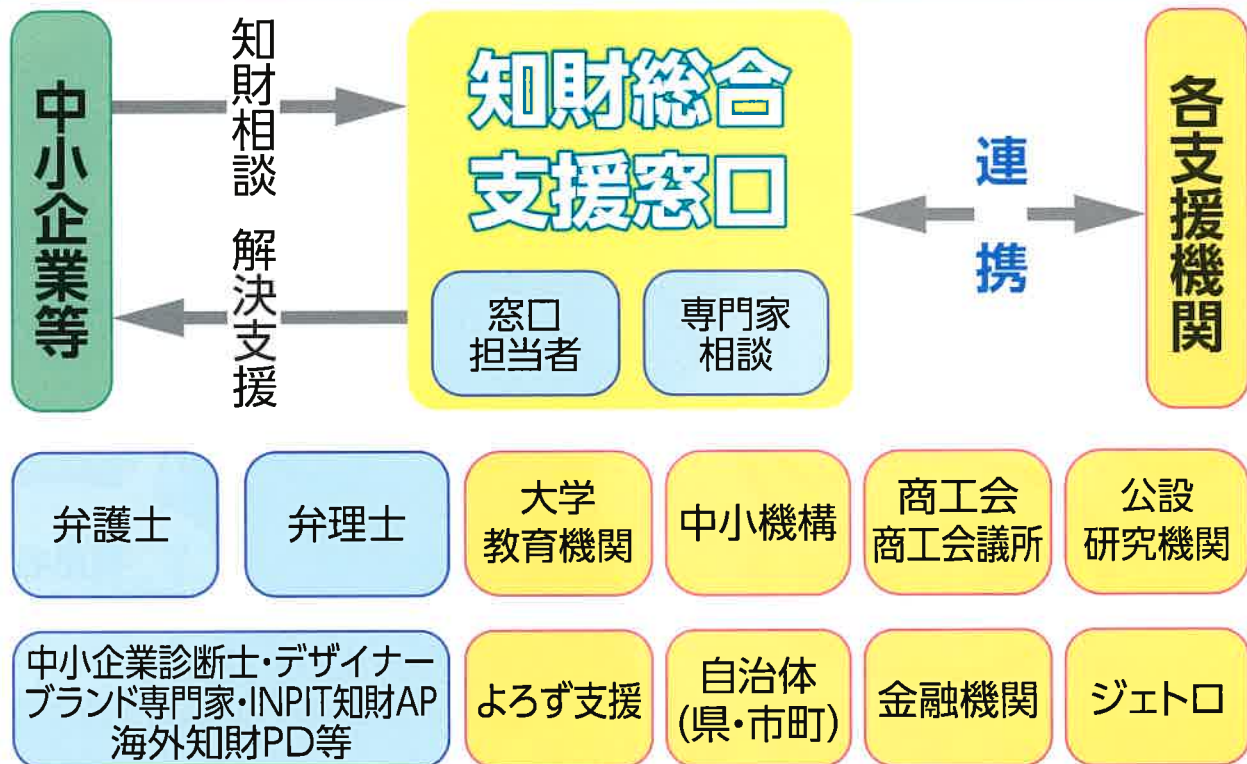 中小企業等
知財相談
解決支援
知財総合
支援窓口
窓口
担当者
専門家
相談
連携
各支援機関
弁護士
弁理士
大学
教育機関
中小機構
商工会
商工会議所
公設
研究機関
中小企業診断士・デザイナー
ブランド専門家・INPIT知財AP
海外知財PD等
よろず支援
自治体
(県・市町)
金融機関
ジェトロ